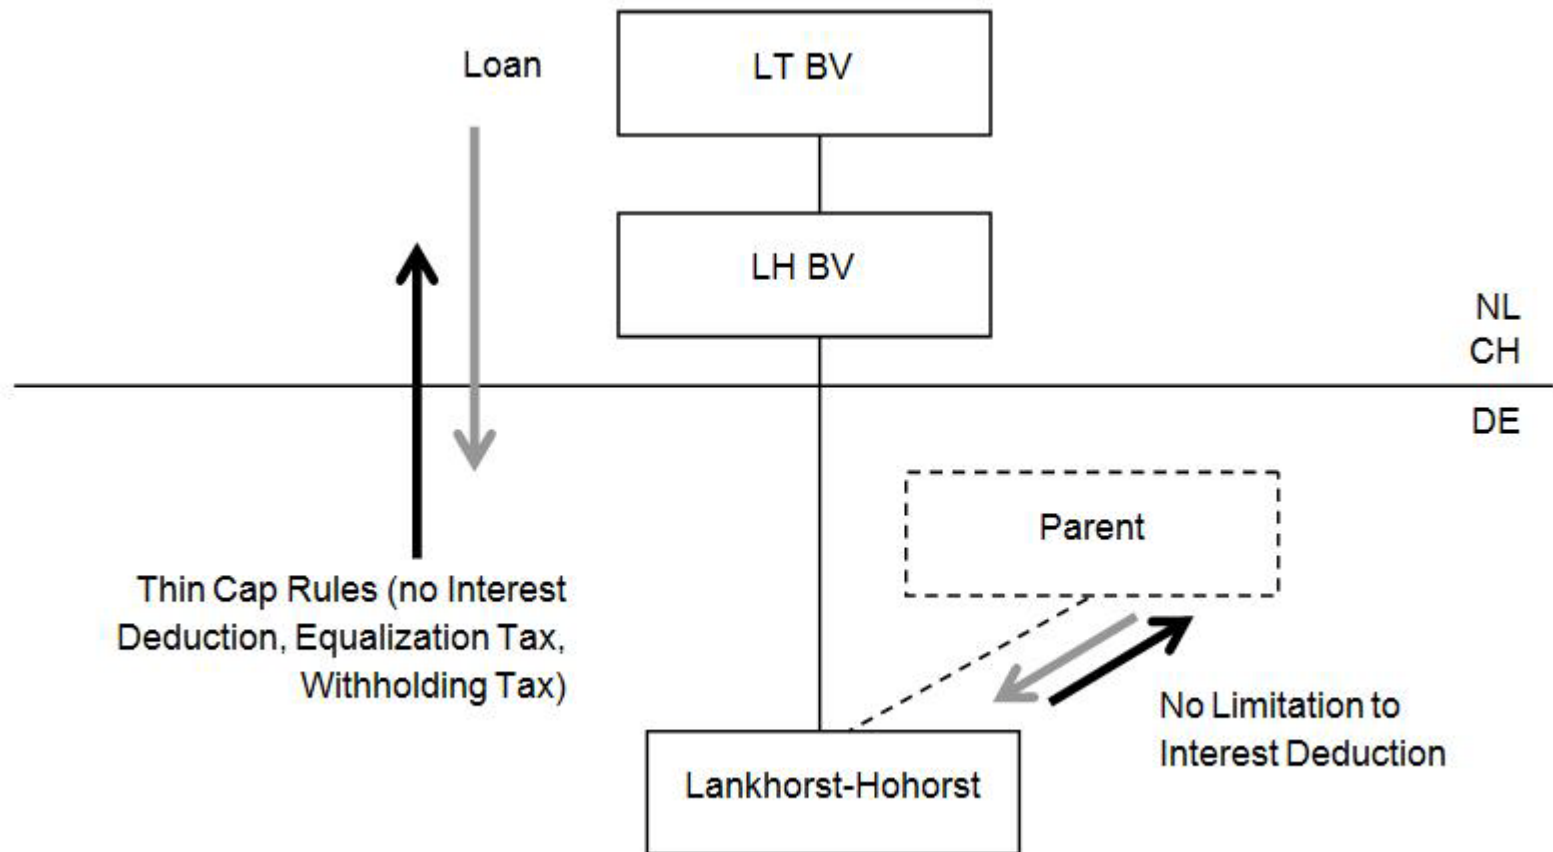 Loan
LT BV
LH BV
NL
CH
DE
Parent
Thin Cap Rules (no Interest
Deduction, Equalization Tax,
Withholding Tax)
No Limitation to
Interest Deduction
Lankhorst-Hohorst